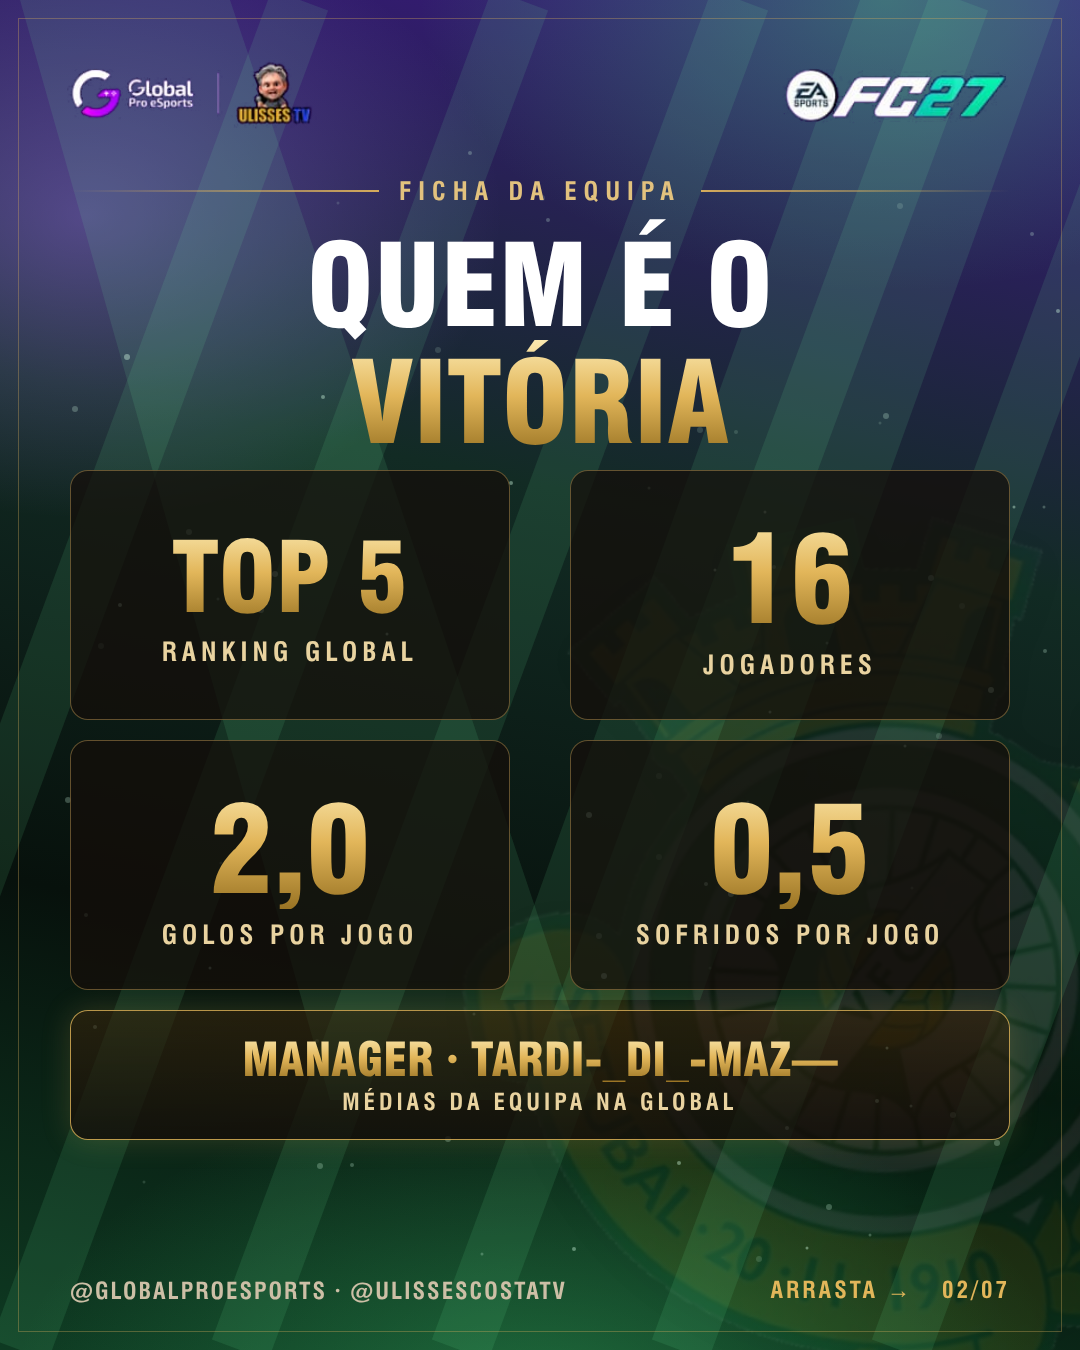 Global
Pro eSports
ULISSES TV
EA
SPORTS
FC27
FICHA DA EQUIPA
QUEM É O
VITÓRIA
TOP 5
RANKING GLOBAL
16
JOGADORES
2,0
GOLOS POR JOGO
0,5
SOFRIDOS POR JOGO
MANAGER · TARDI-_DI_-MAZ—
MÉDIAS DA EQUIPA NA GLOBAL
@GLOBALPROESPORTS · @ULISSESCOSTATV
ARRASTA → 02/07